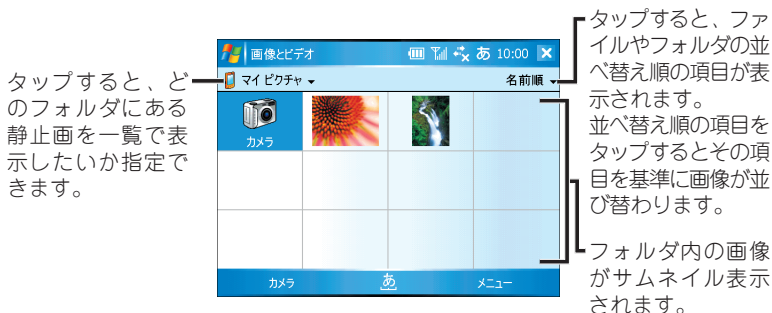 タップすると、ど
のフォルダにある
静止画を一覧で表
示したいか指定で
きます。
画像とビデオ
あ 10:00
マイ ピクチャ
名前順
カメラ
カメラ
あ
メニュー
タップすると、ファ
イルやフォルダの並
べ替え順の項目が表
示されます。
並べ替え順の項目を
タップするとその項
目を基準に画像が並
び替わります。
フォルダ内の画像
がサムネイル表示
されます。